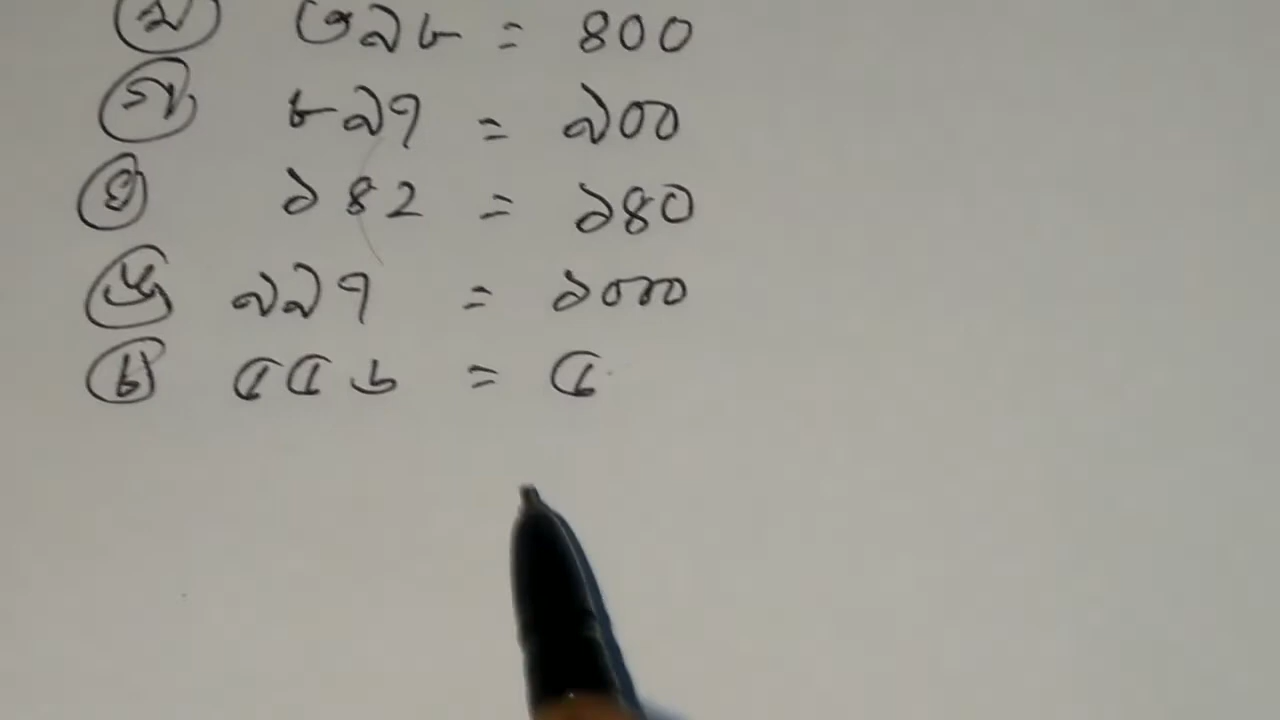 ৩৯৮ = ৪০০
৮৯৭ = ৯০০
১৪২ = ১৪০
৯৯৭ = ১০০০
৫৫৬ = ৫